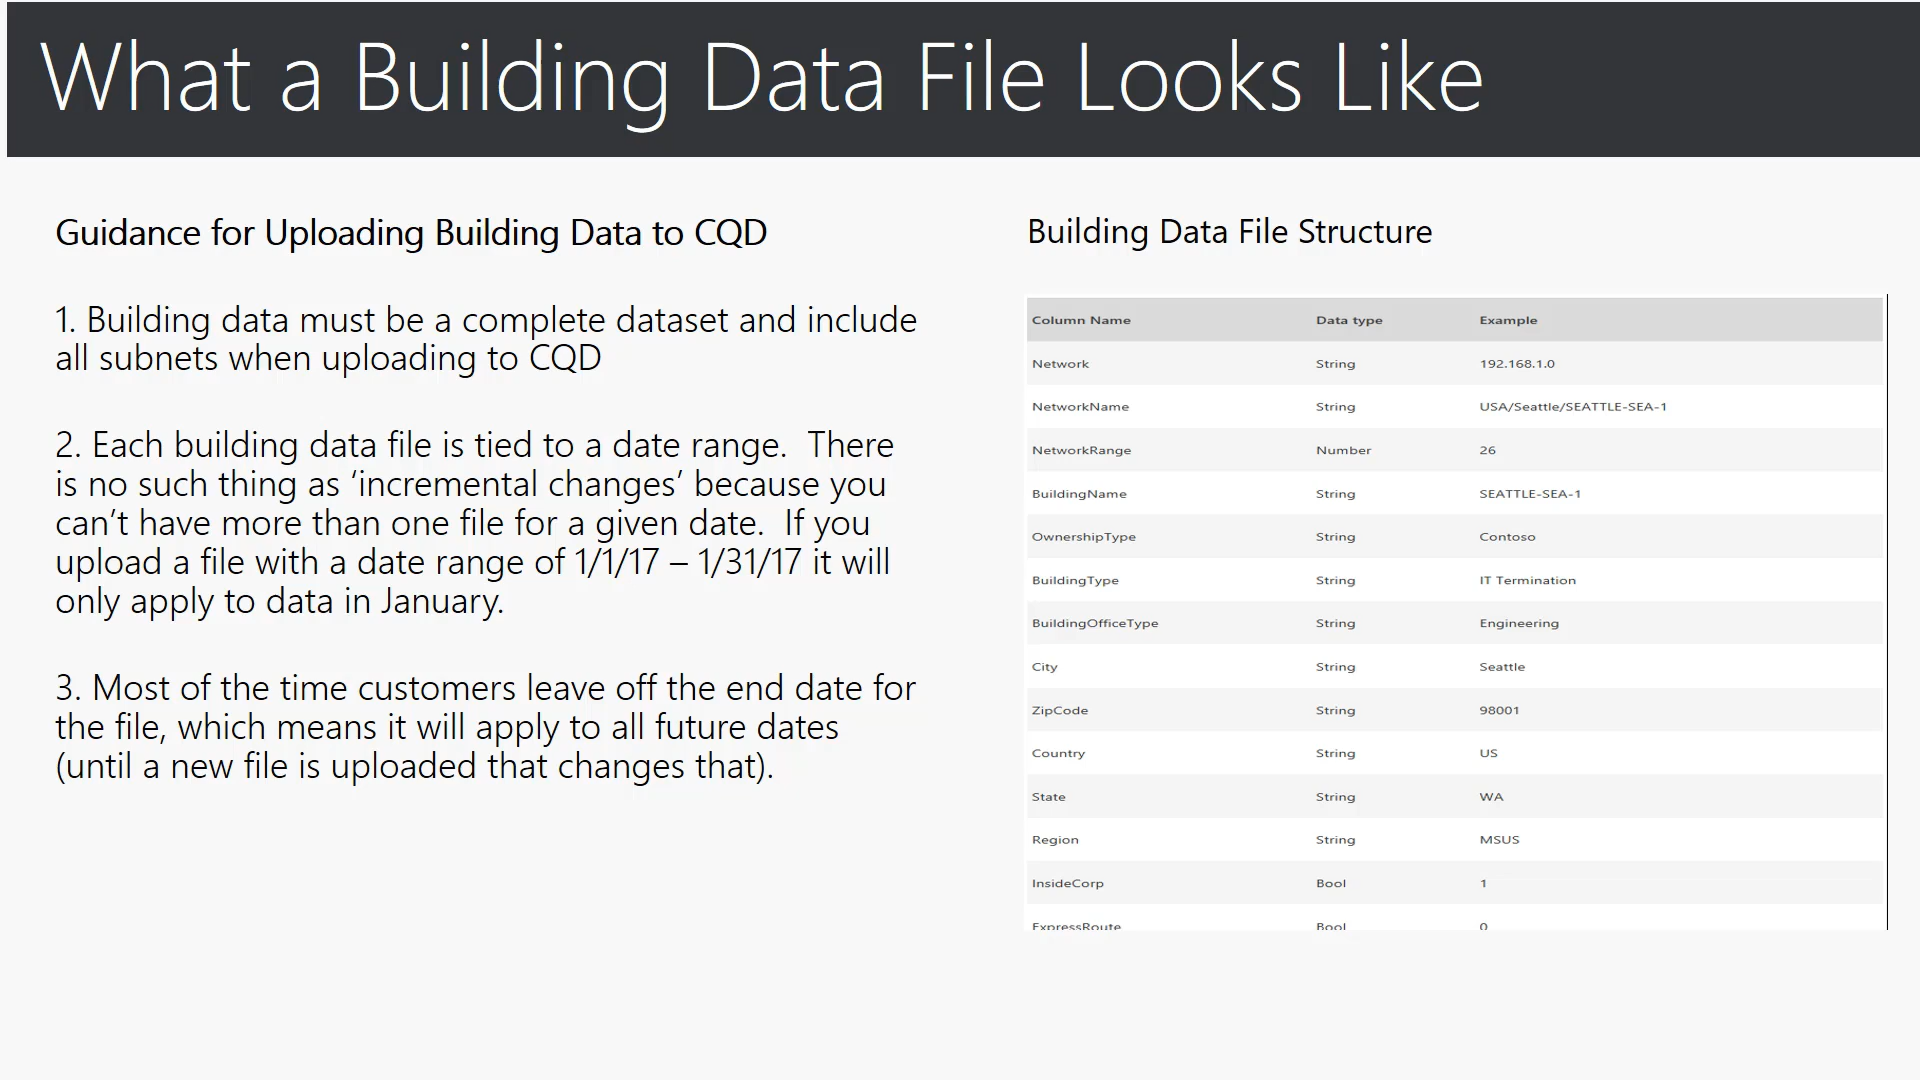 What a Building Data File Looks Like
Guidance for Uploading Building Data to CQD
1. Building data must be a complete dataset and include
all subnets when uploading to CQD
2. Each building data file is tied to a date range.  There
is no such thing as ‘incremental changes’ because you
can’t have more than one file for a given date.  If you
upload a file with a date range of 1/1/17 – 1/31/17 it will
only apply to data in January.
3. Most of the time customers leave off the end date for
the file, which means it will apply to all future dates
(until a new file is uploaded that changes that).
Building Data File Structure
Column Name Data type Example
Network String 192.168.1.0
NetworkName String USA/Seattle/SEATTLE-SEA-1
NetworkRange Number 26
BuildingName String SEATTLE-SEA-1
OwnershipType String Contoso
BuildingType String IT Termination
BuildingOfficeType String Engineering
City String Seattle
ZipCode String 98001
Country String US
State String WA
Region String MSUS
InsideCorp Bool 1
ExpressRoute Bool 0